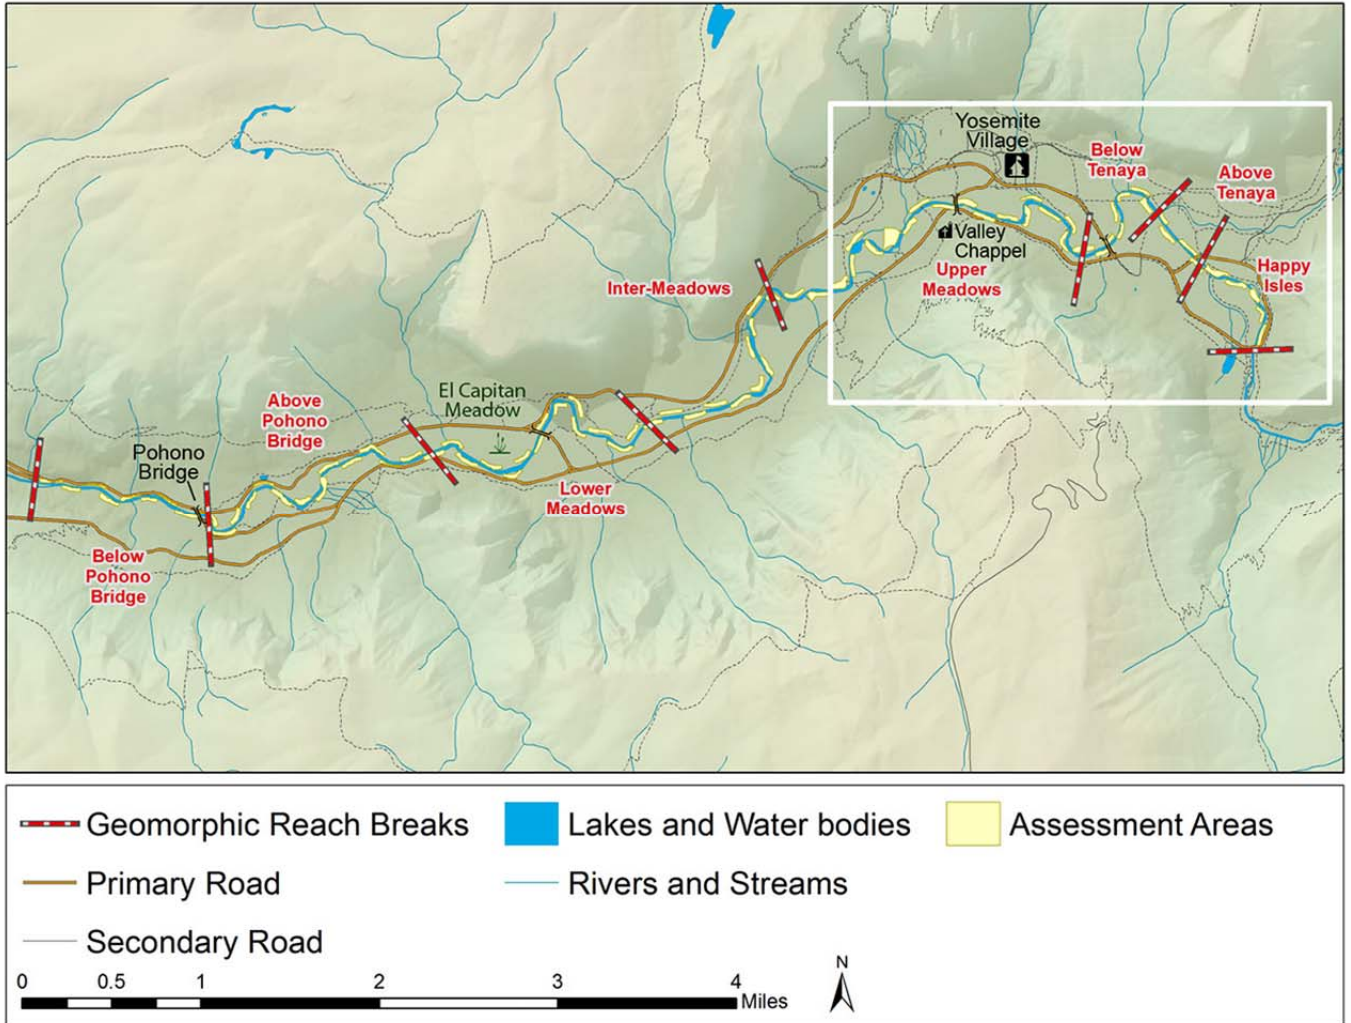 Yosemite
Village
Below
Tenaya
Above
Tenaya
Valley
Chappel
Upper
Meadows
Happy
Isles
Inter-Meadows
El Capitan
Meadow
Above
Pohono
Bridge
Pohono
Bridge
Lower
Meadows
Below
Pohono
Bridge
Geomorphic Reach Breaks
Lakes and Water bodies
Assessment Areas
Primary Road
Rivers and Streams
Secondary Road
0 0.5 1 2 3 4
Miles
N